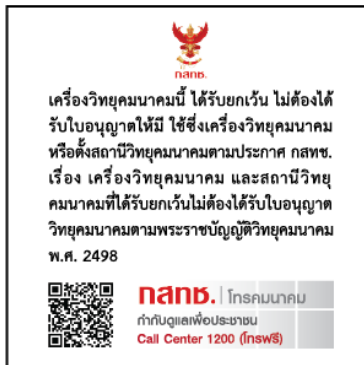 กสทช.
เครื่องวิทยุคมนาคมนี้ ได้รับยกเว้น ไม่ต้องได้
รับใบอนุญาตให้มี ใช้ซึ่งเครื่องวิทยุคมนาคม
หรือตั้งสถานีวิทยุคมนาคมตามประกาศ กสทช.
เรื่อง เครื่องวิทยุคมนาคม และสถานีวิทยุ
คมนาคมที่ได้รับยกเว้นไม่ต้องได้รับใบอนุญาต
วิทยุคมนาคมตามพระราชบัญญัติวิทยุคมนาคม
พ.ศ. 2498
กสทช. | โทรคมนาคม
กำกับดูแลเพื่อประชาชน
Call Center 1200 (โทรฟรี)